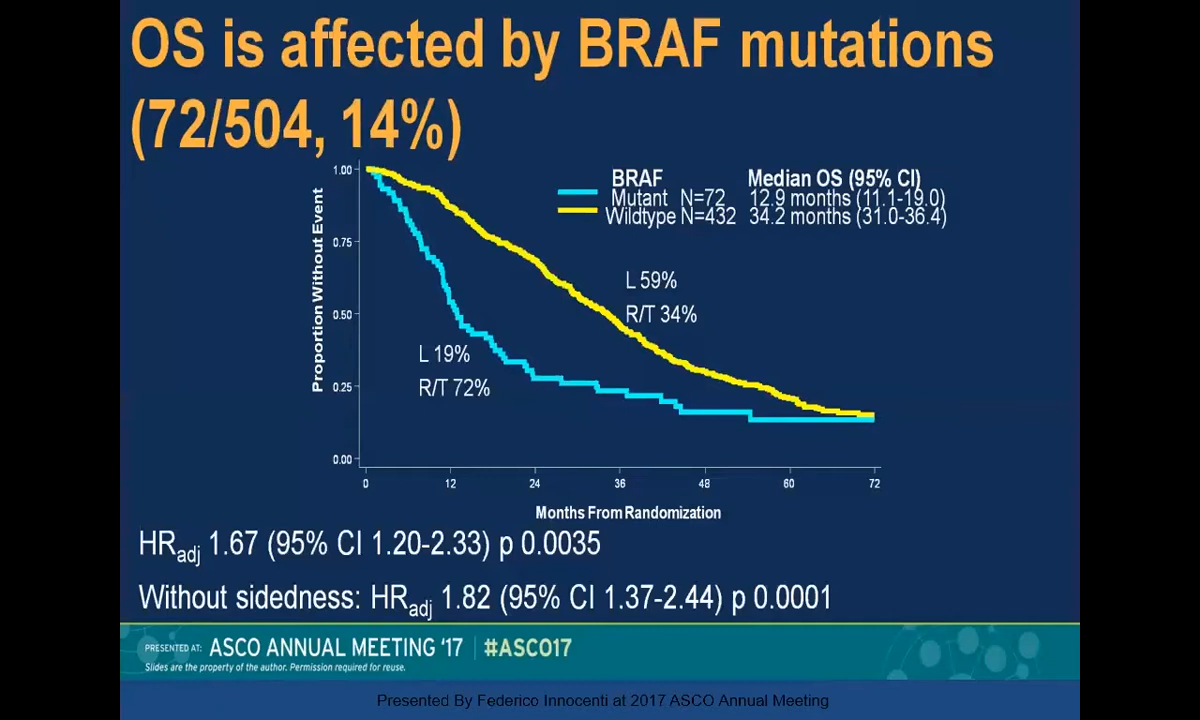 OS is affected by BRAF mutations
(72/504, 14%)
BRAF Median OS (95% CI)
Mutant N=72 12.9 months (11.1-19.0)
Wildtype N=432 34.2 months (31.0-36.4)
Proportion Without Event
1.00
0.75
0.50
0.25
0.00
L 59%
R/T 34%
L 19%
R/T 72%
0 12 24 36 48 60 72
Months From Randomization
HRadj 1.67 (95% CI 1.20-2.33) p 0.0035
Without sidedness: HRadj 1.82 (95% CI 1.37-2.44) p 0.0001
PRESENTED AT: ASCO ANNUAL MEETING ‘17 #ASCO17
Slides are the property of the author. Permission required for reuse.
Presented By Federico Innocenti at 2017 ASCO Annual Meeting